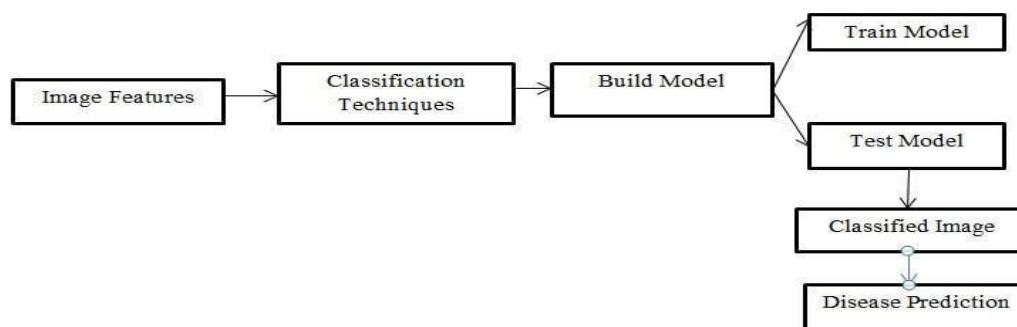 Train Model
Image Features
Classification
Techniques
Build Model
Test Model
Classified Image
Disease Prediction